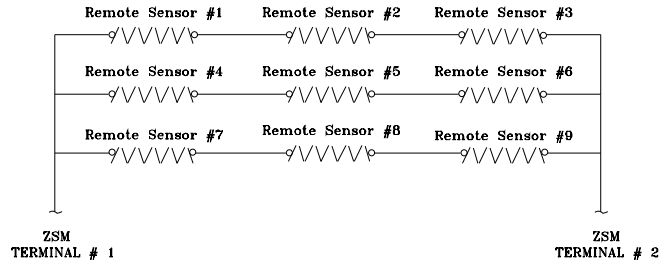 Remote Sensor #1 Remote Sensor #2 Remote Sensor #3
Remote Sensor #4 Remote Sensor #5 Remote Sensor #6
Remote Sensor #7 Remote Sensor #8 Remote Sensor #9
ZSM ZSM
TERMINAL # 1 TERMINAL # 2